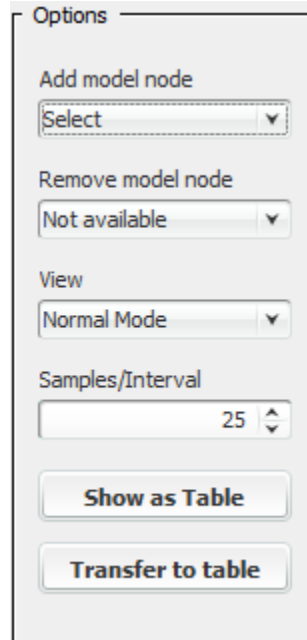 Options
Add model node
Select
Remove model node
Not available
View
Normal Mode
Samples/Interval
25
Show as Table
Transfer to table